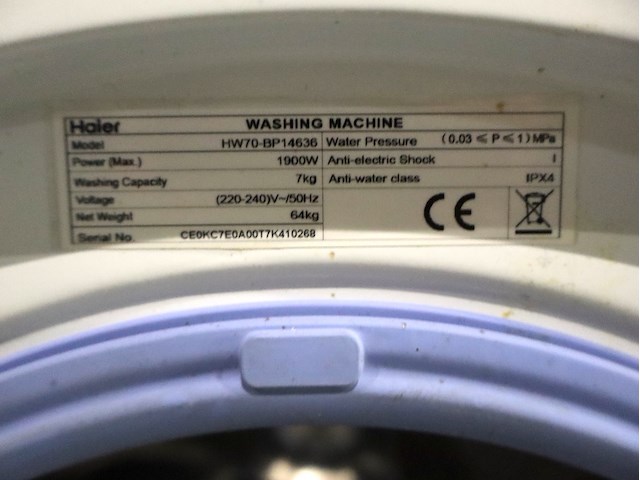 Haier WASHING MACHINE
Model HW70-BP14636 Water Pressure (0.03 ≤ P ≤ 1) MPa
Power (Max.) 1900W Anti-electric Shock I
Washing Capacity 7kg Anti-water class IPX4
Voltage (220-240)V~/50Hz
Net Weight 64kg
CE
Serial No. CE0KC7E0A00T7K410268